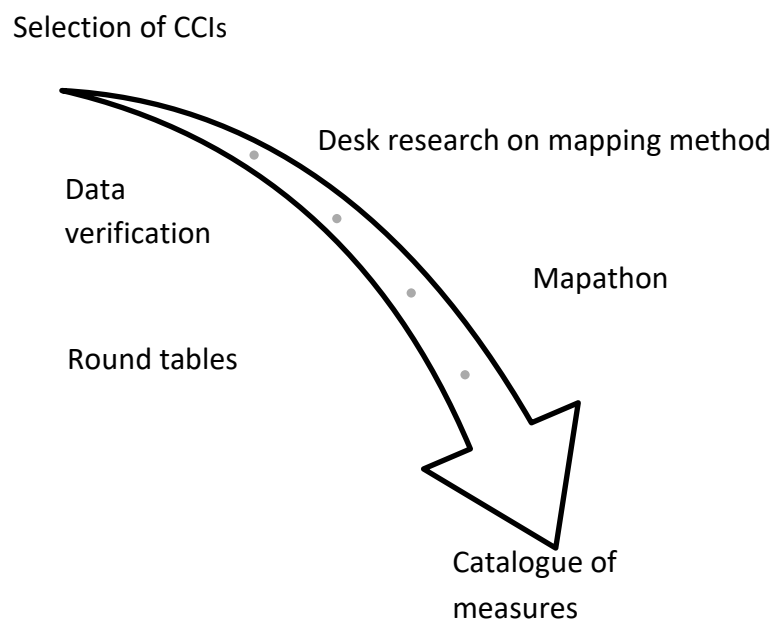 Selection of CCIs
Desk research on mapping method
Data
verification
Mapathon
Round tables
Catalogue of
measures